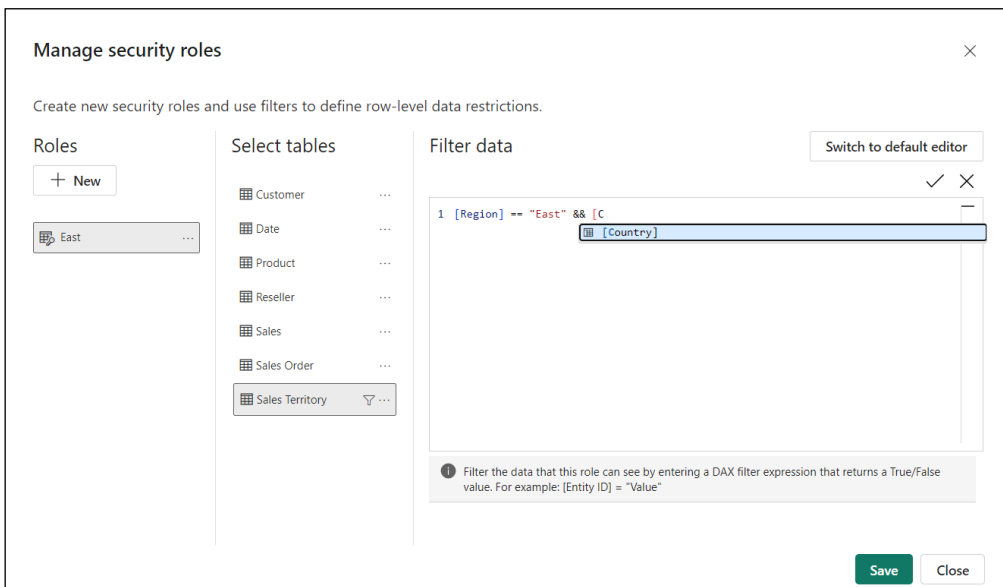 Manage security roles
Create new security roles and use filters to define row-level data restrictions.
Roles
+ New
East
Select tables
Customer
Date
Product
Reseller
Sales
Sales Order
Sales Territory
Filter data
Switch to default editor
1 [Region] == "East" && [C
[Country]
Filter the data that this role can see by entering a DAX filter expression that returns a True/False
value. For example: [Entity ID] = "Value"
Save
Close